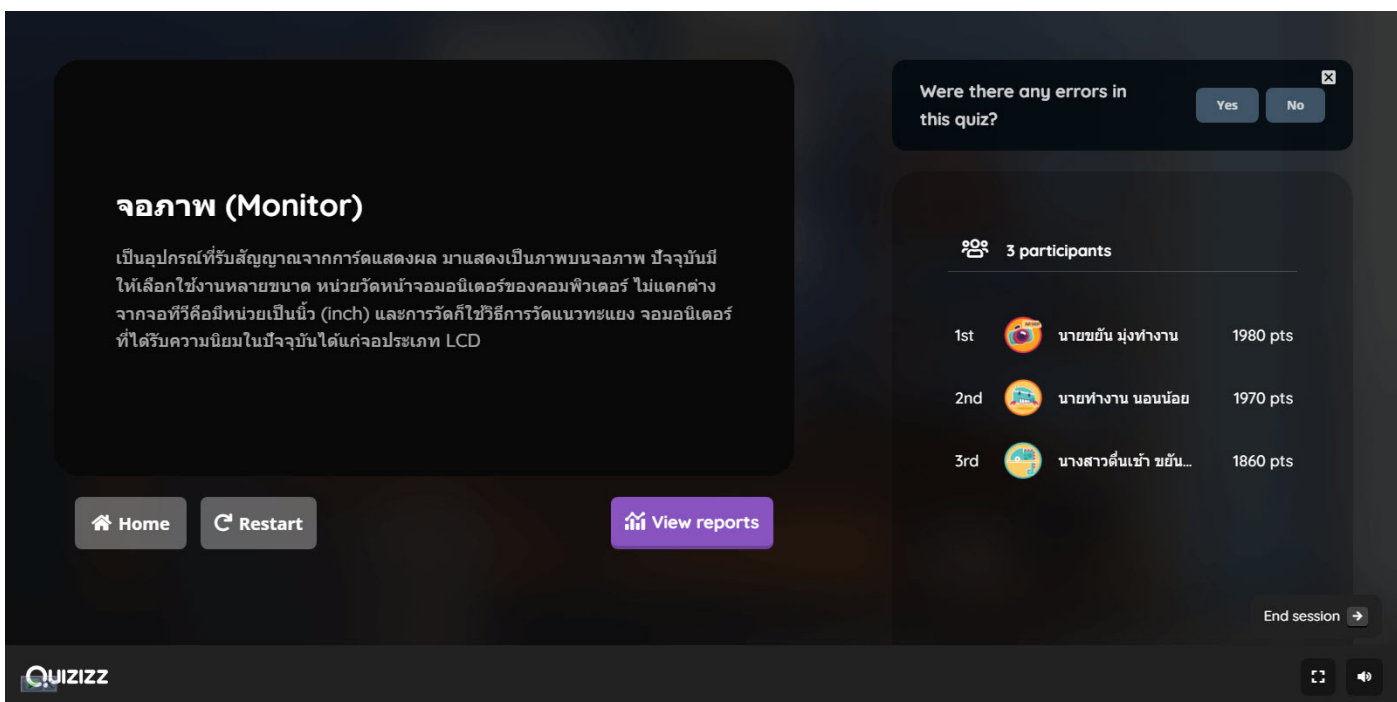 จอภาพ (Monitor)
เป็นอุปกรณ์ที่รับสัญญาณจากการ์ดแสดงผล มาแสดงเป็นภาพบนจอภาพ ปัจจุบันมี
ให้เลือกใช้งานหลายขนาด หน่วยวัดหน้าจอมอนิเตอร์ของคอมพิวเตอร์ ไม่แตกต่าง
จากจอทีวีคือมีหน่วยเป็นนิ้ว (inch) และการวัดก็ใช้วิธีการวัดแนวทะแยง จอมอนิเตอร์
ที่ได้รับความนิยมในปัจจุบันได้แก่จอประเภท LCD
Home
Restart
View reports
Were there any errors in
this quiz?
Yes
No
3 participants
1st นายขยัน มุ่งทำงาน 1980 pts
2nd นายทำงาน นอนน้อย 1970 pts
3rd นางสาวตื่นเช้า ขยัน... 1860 pts
End session
QUIZIZZ